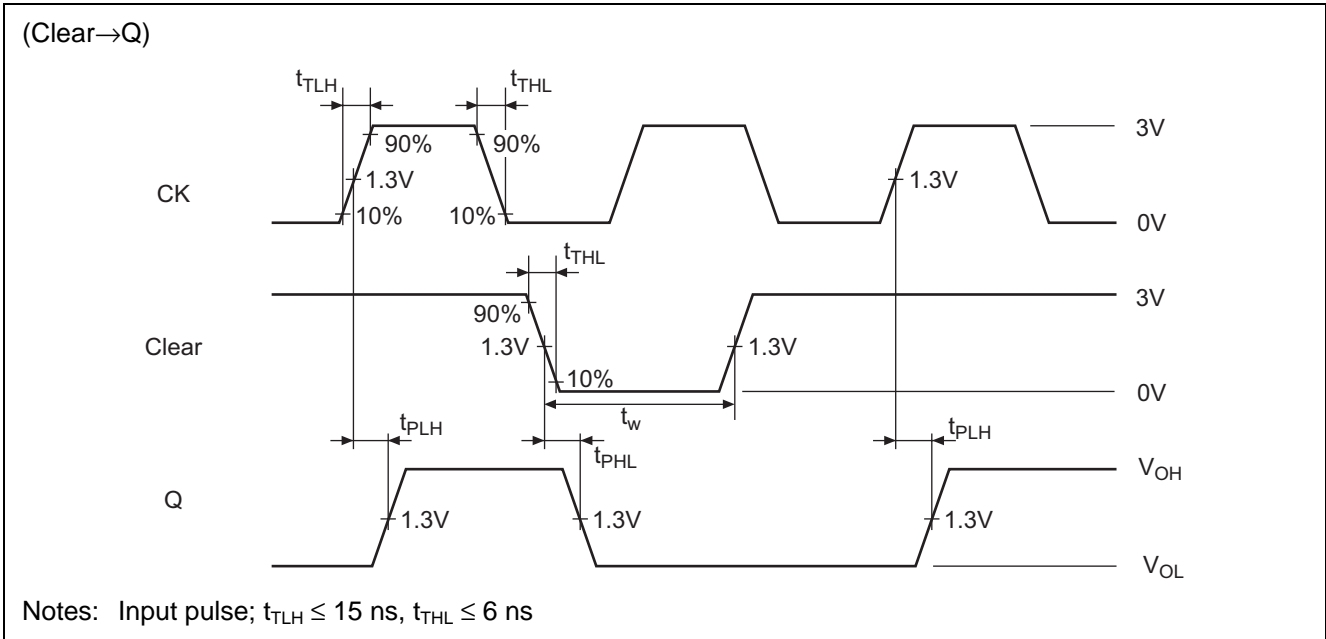 (Clear→Q)
tTLH
tTHL
90%
90%
3V
CK
1.3V
1.3V
10%
10%
0V
tTHL
3V
90%
Clear
1.3V
1.3V
10%
0V
tw
tPLH
tPHL
tPLH
VOH
Q
1.3V
1.3V
1.3V
VOL
Notes: Input pulse; tTLH ≤ 15 ns, tTHL ≤ 6 ns